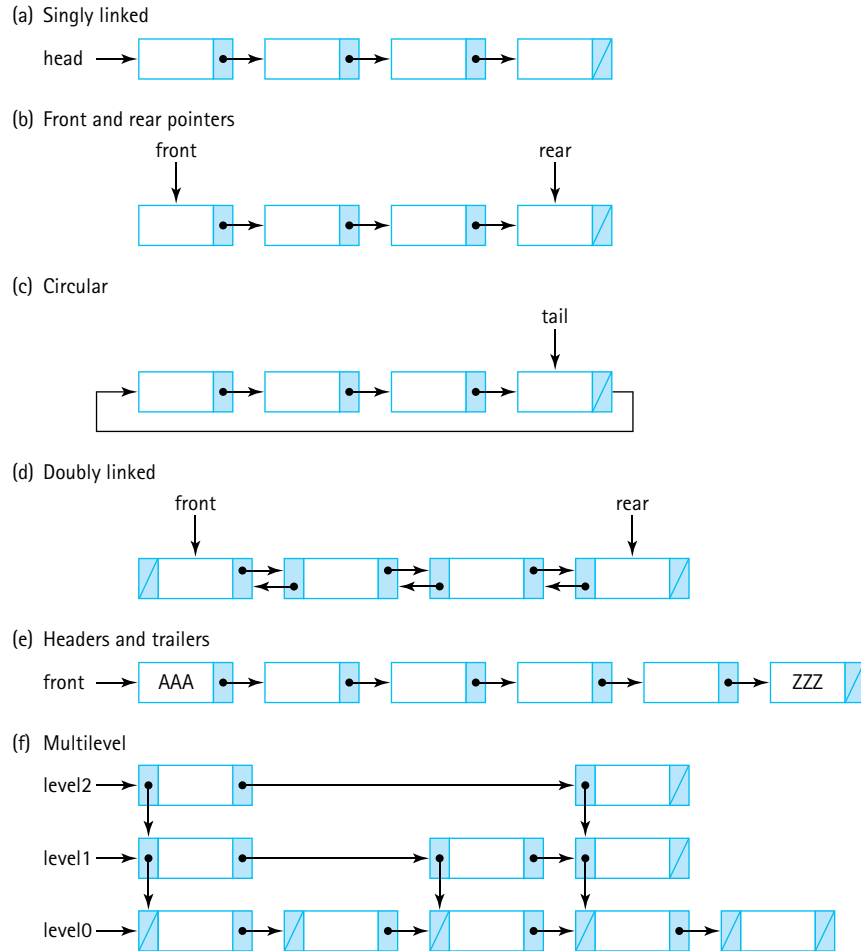 (a) Singly linked
head
(b) Front and rear pointers
front rear
(c) Circular
tail
(d) Doubly linked
front rear
(e) Headers and trailers
front AAA ZZZ
(f) Multilevel
level2
level1
level0